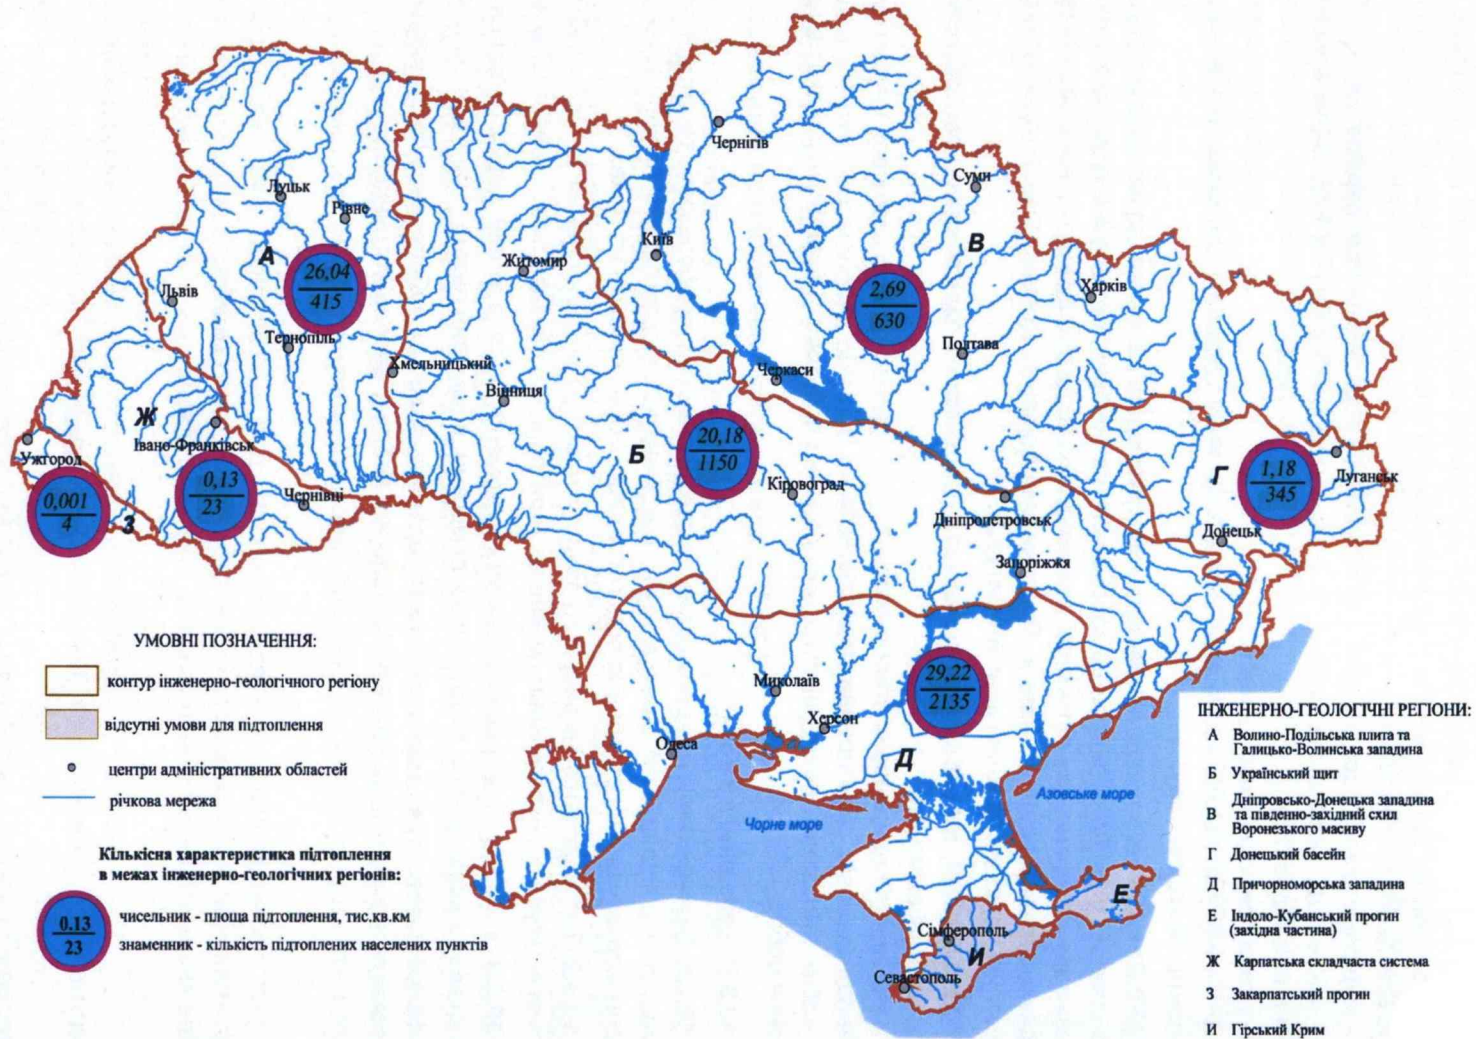 Чернігів
Суми
Луцьк
Рівне
Київ
В
А
Житомир
26,04
415
Львів
2,69
630
Харків
Тернопіль
Полтава
Хмельницький
Черкаси
Вінниця
Ж
Івано-Франківськ
Ужгород
20,18
1150
Б
Г
1,18
345
Луганськ
0,13
23
Кіровоград
0,001
4
З
Чернівці
Дніпропетровськ
Донецьк
Запоріжжя
УМОВНІ ПОЗНАЧЕННЯ:
контур інженерно-геологічного регіону
відсутні умови для підтоплення
центри адміністративних областей
річкова мережа
Кількісна характеристика підтоплення
в межах інженерно-геологічних регіонів:
0.13
23
чисельник - площа підтоплення, тис.кв.км
знаменник - кількість підтоплених населених пунктів
Миколаїв
29,22
2135
Херсон
Одеса
Д
Азовське море
Чорне море
Е
Сімферополь
И
Севастополь
ІНЖЕНЕРНО-ГЕОЛОГІЧНІ РЕГІОНИ:
А Волино-Подільська плита та
Галицько-Волинська западина
Б Український щит
Дніпровсько-Донецька западина
В та південно-західний схил
Воронезького масиву
Г Донецький басейн
Д Причорноморська западина
Е Індоло-Кубанський прогин
(західна частина)
Ж Карпатська складчаста система
З Закарпатський прогин
И Гірський Крим